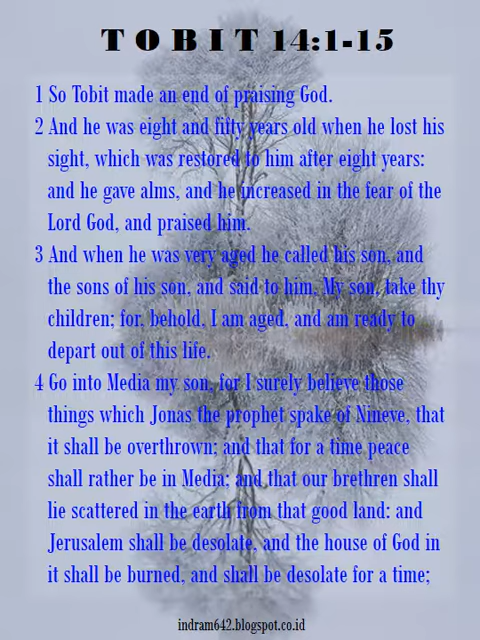 TOBIT 14:1-15
1 So Tobit made an end of praising God.
2 And he was eight and fifty years old when he lost his
sight, which was restored to him after eight years:
and he gave alms, and he increased in the fear of the
Lord God, and praised him.
3 And when he was very aged he called his son, and
the sons of his son, and said to him, My son, take thy
children; for, behold, I am aged, and am ready to
depart out of this life.
4 Go into Media my son, for I surely believe those
things which Jonas the prophet spake of Nineve, that
it shall be overthrown; and that for a time peace
shall rather be in Media; and that our brethren shall
lie scattered in the earth from that good land: and
Jerusalem shall be desolate, and the house of God in
it shall be burned, and shall be desolate for a time;
indram642.blogspot.co.id